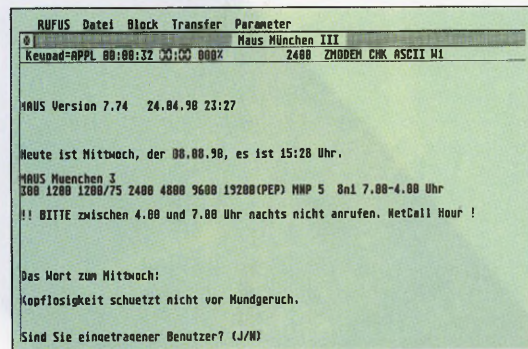 RUFUS Datei Block Transfer Parameter
Maus München III
Keypad=APPL 00:00:32 00:00 000% 2400 ZMODEM CHK ASCII W1
MAUS Version 7.74 24.04.90 23:27
Heute ist Mittwoch, der 08.08.90, es ist 15:28 Uhr.
MAUS Muenchen 3
300 1200 1200/75 2400 4800 9600 19200(PEP) MNP 5 8n1 7.00-4.00 Uhr
!! BITTE zwischen 4.00 und 7.00 Uhr nachts nicht anrufen. NetCall Hour !
Das Wort zum Mittwoch:
Kopflosigkeit schuetzt nicht vor Mundgeruch.
Sind Sie eingetragener Benutzer? (J/N)